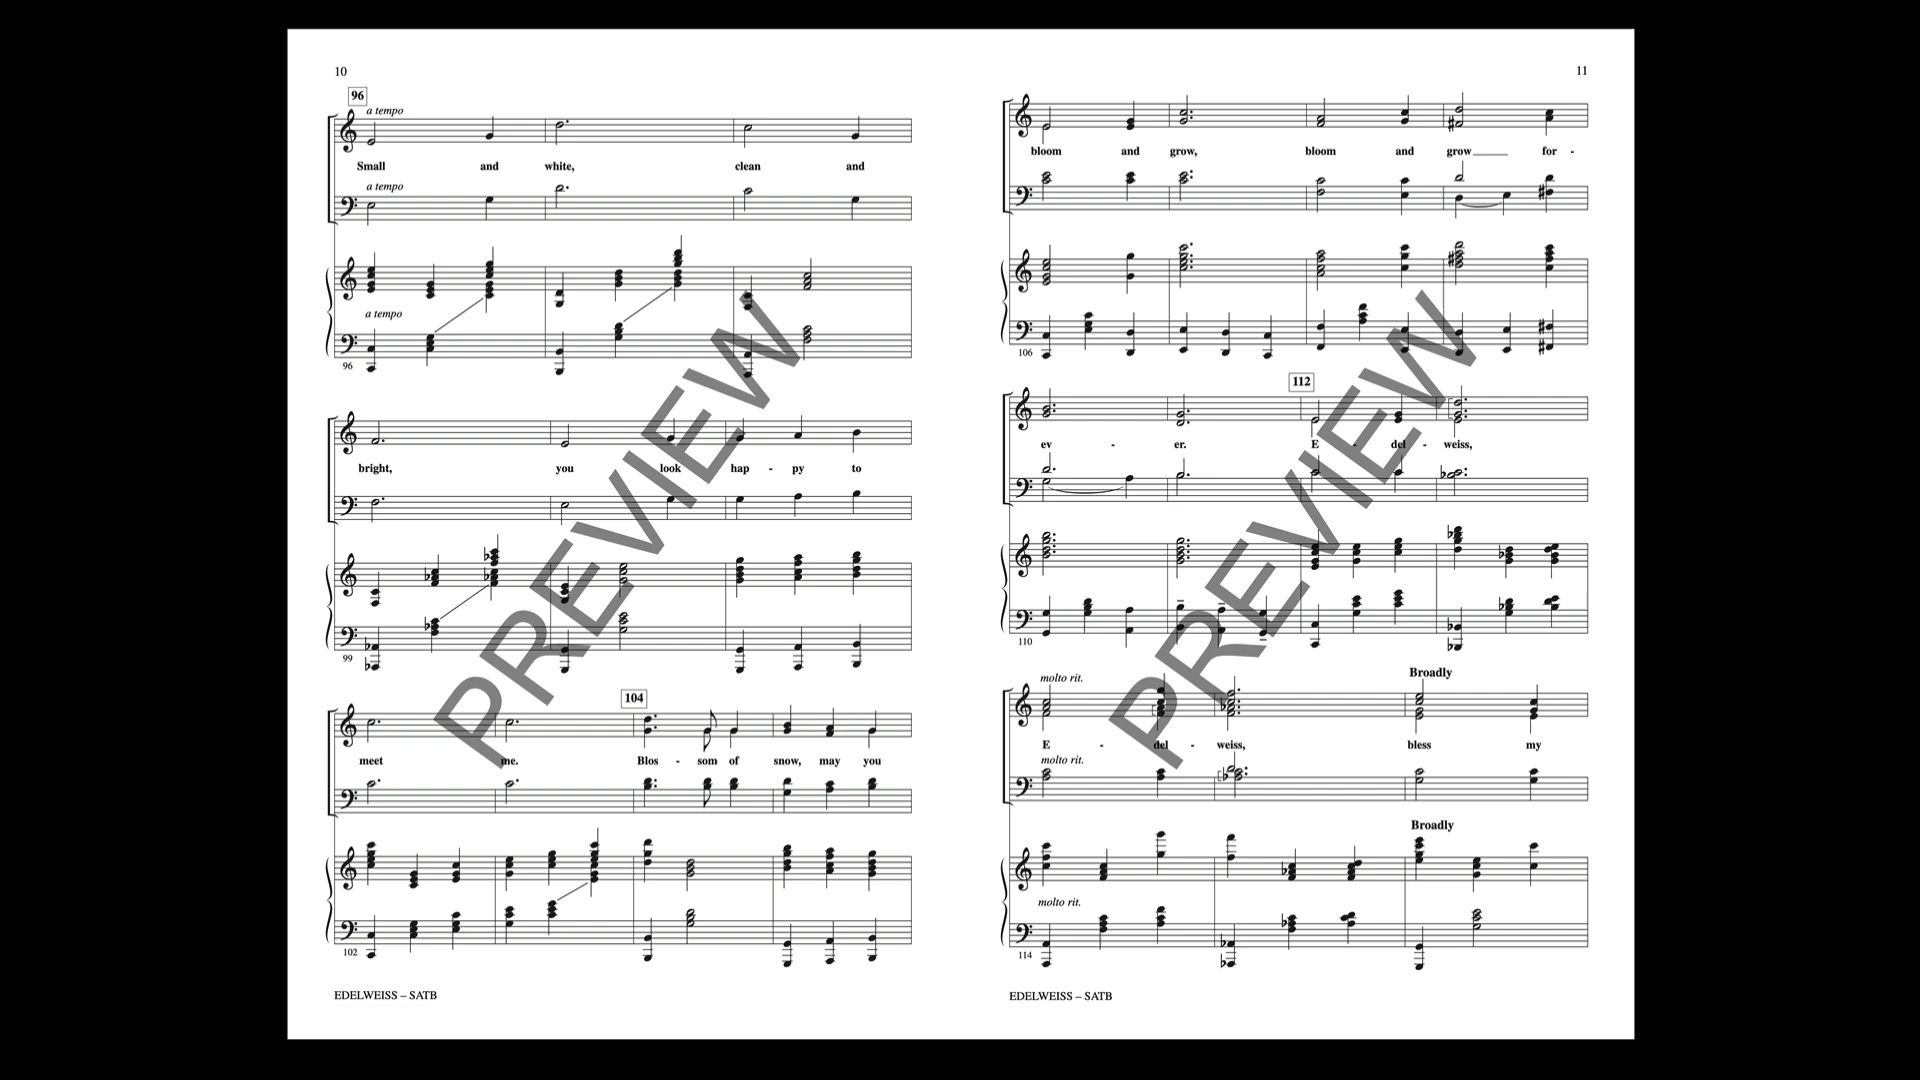 10
96
a tempo
Small and white, clean and
a tempo
a tempo
96
bright, you look hap - py to
99
104
meet me. Blos - som of snow, may you
102
EDELWEISS – SATB
PREVIEW
11
bloom and grow, bloom and grow for -
106
112
ev - er. E - del - weiss,
110
molto rit. Broadly
E - del - weiss, bless my
molto rit.
Broadly
molto rit.
114
EDELWEISS – SATB
PREVIEW